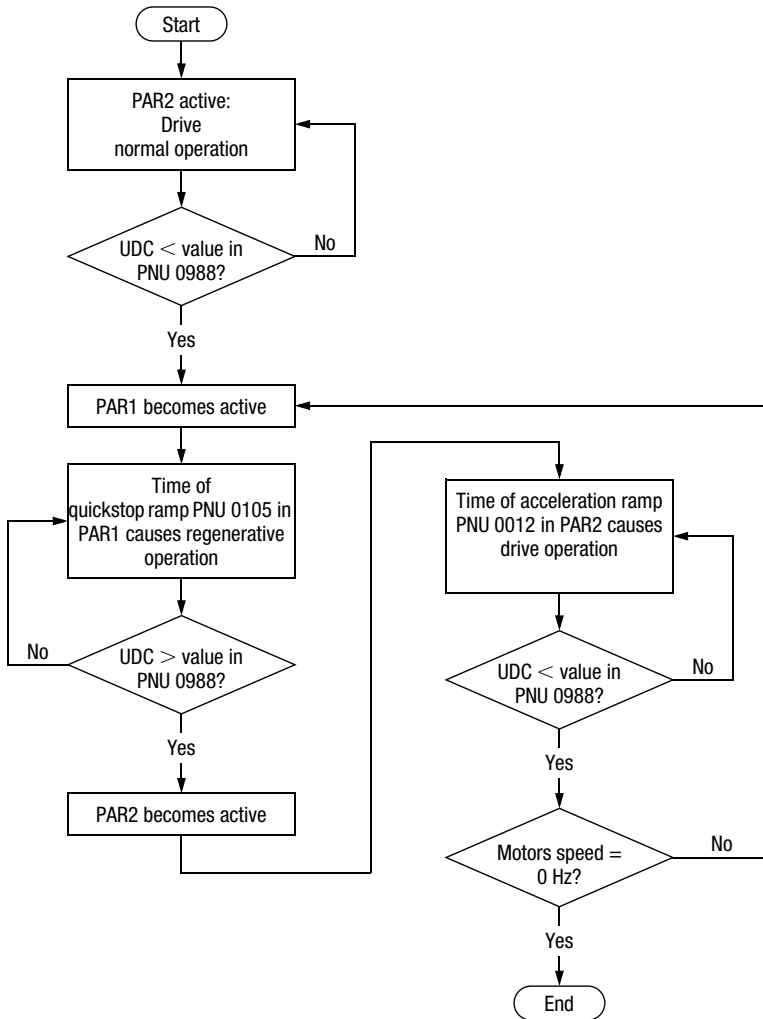 Start
PAR2 active:
Drive
normal operation
UDC < value in
PNU 0988?
No
Yes
PAR1 becomes active
Time of
quickstop ramp PNU 0105 in
PAR1 causes regenerative
operation
UDC > value in
PNU 0988?
No
Yes
PAR2 becomes active
Time of acceleration ramp
PNU 0012 in PAR2 causes
drive operation
UDC < value in
PNU 0988?
No
Yes
Motors speed =
0 Hz?
No
Yes
End